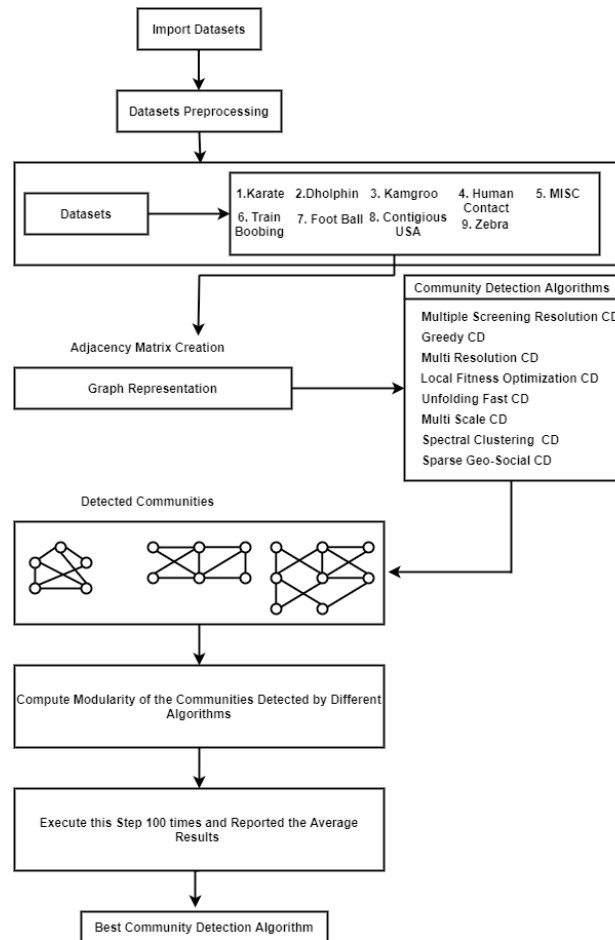 Import Datasets
Datasets Preprocessing
Datasets
1.Karate 2.Dholphin 3. Kamgroo 4. Human Contact 5. MISC
6. Train Boobing 7. Foot Ball 8. Contigious USA 9. Zebra
Adjacency Matrix Creation
Graph Representation
Community Detection Algorithms
Multiple Screening Resolution CD
Greedy CD
Multi Resolution CD
Local Fitness Optimization CD
Unfolding Fast CD
Multi Scale CD
Spectral Clustering CD
Sparse Geo-Social CD
Detected Communities
Compute Modularity of the Communities Detected by Different
Algorithms
Execute this Step 100 times and Reported the Average
Results
Best Community Detection Algorithm